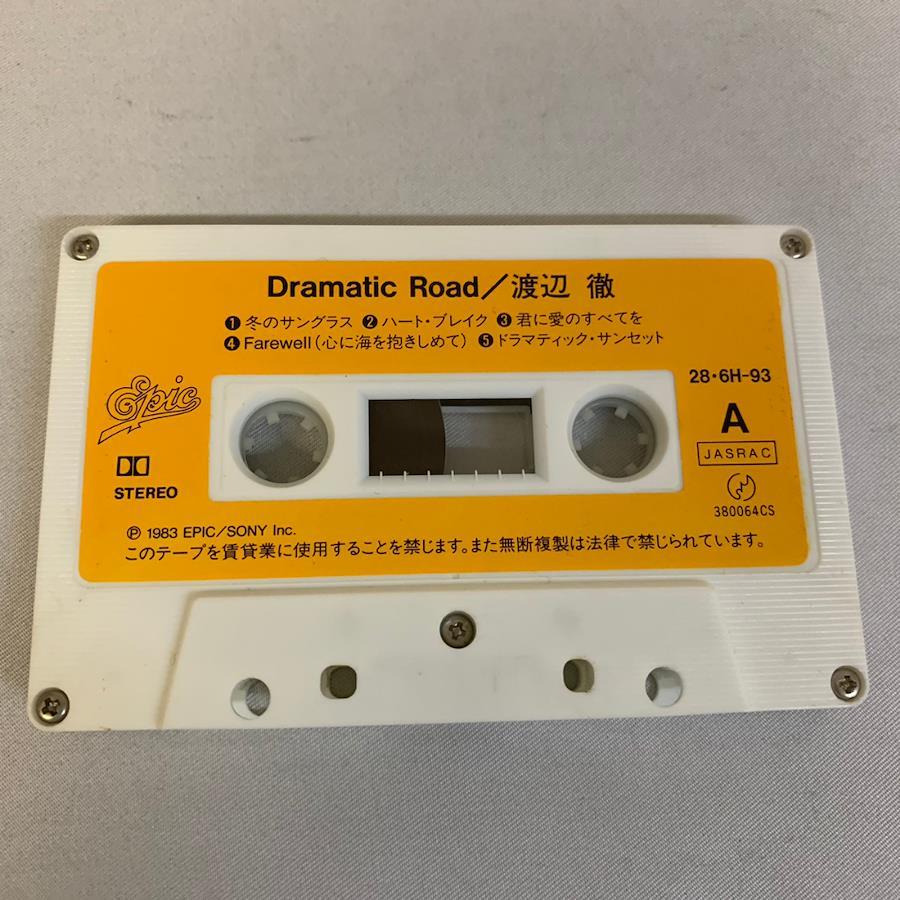 Dramatic Road／渡辺 徹
❶冬のサングラス ❷ハート・ブレイク ❸君に愛のすべてを
❹Farewell(心に海を抱きしめて) ❺ドラマティック・サンセット
28・6H-93
Epic
A
JASRAC
STEREO
380064CS
Ⓟ 1983 EPIC/SONY Inc.
このテープを賃貸業に使用することを禁じます。また無断複製は法律で禁じられています。